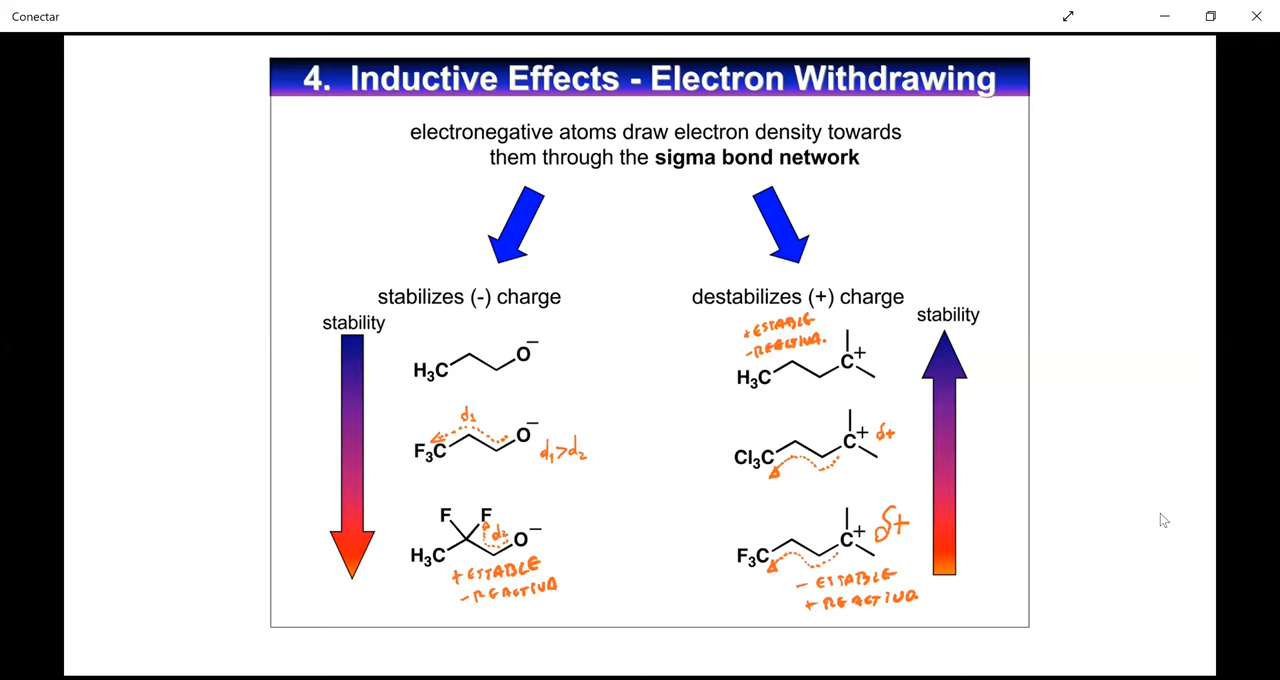 Conectar
4. Inductive Effects - Electron Withdrawing
electronegative atoms draw electron density towards
them through the sigma bond network
stabilizes (-) charge
stability
H₃C O⁻
d₁
F₃C O⁻
d₁>d₂
F F
d₂
H₃C O⁻
+ESTABLE
-REACTIVA
destabilizes (+) charge
stability
+ESTABLE
-REACTIVA.
H₃C C+
Cl₃C C+ δ+
F₃C C+ δ+
- ESTABLE
+ REACTIVA